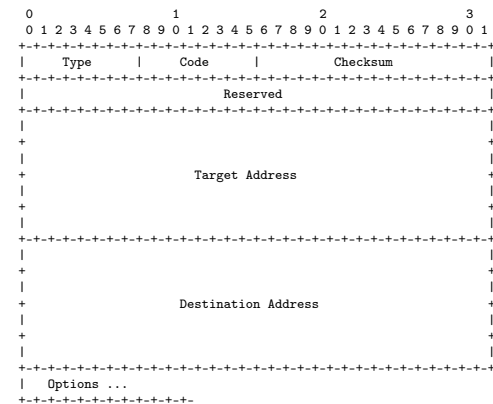 0                   1                   2                   3
0 1 2 3 4 5 6 7 8 9 0 1 2 3 4 5 6 7 8 9 0 1 2 3 4 5 6 7 8 9 0 1
+-+-+-+-+-+-+-+-+-+-+-+-+-+-+-+-+-+-+-+-+-+-+-+-+-+-+-+-+-+-+-+-+
|     Type      |     Code      |          Checksum             |
+-+-+-+-+-+-+-+-+-+-+-+-+-+-+-+-+-+-+-+-+-+-+-+-+-+-+-+-+-+-+-+-+
|                           Reserved                            |
+-+-+-+-+-+-+-+-+-+-+-+-+-+-+-+-+-+-+-+-+-+-+-+-+-+-+-+-+-+-+-+-+
|                                                               |
+                                                               +
|                                                               |
+                       Target Address                          +
|                                                               |
+                                                               +
|                                                               |
+-+-+-+-+-+-+-+-+-+-+-+-+-+-+-+-+-+-+-+-+-+-+-+-+-+-+-+-+-+-+-+-+
|                                                               |
+                                                               +
|                                                               |
+                     Destination Address                       +
|                                                               |
+                                                               +
|                                                               |
+-+-+-+-+-+-+-+-+-+-+-+-+-+-+-+-+-+-+-+-+-+-+-+-+-+-+-+-+-+-+-+-+
|   Options ...
+-+-+-+-+-+-+-+-+-+-+-+-